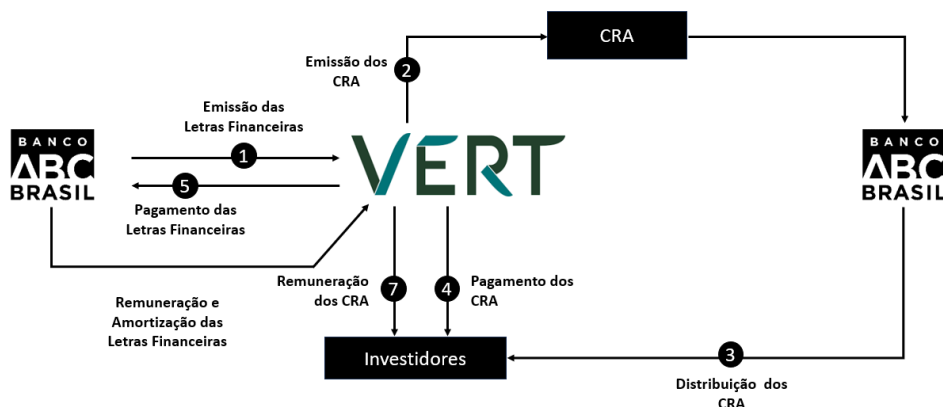 CRA
Emissão dos
CRA
2
Emissão das
Letras Financeiras
BANCO
ABC
BRASIL
1
VERT
BANCO
ABC
BRASIL
5
Pagamento das
Letras Financeiras
Remuneração
dos CRA
7
4
Pagamento dos
CRA
Remuneração e
Amortização das
Letras Financeiras
Investidores
3
Distribuição dos
CRA